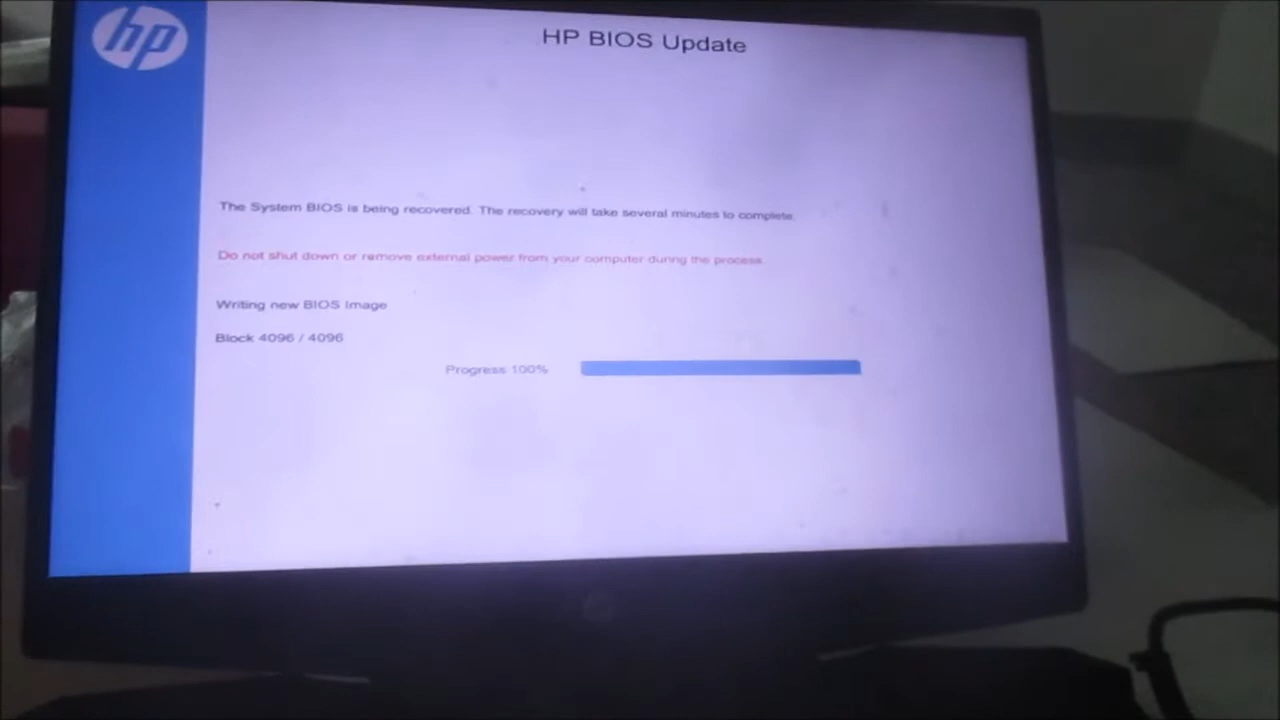 hp
HP BIOS Update
The System BIOS is being recovered. The recovery will take several minutes to complete.
Do not shut down or remove external power from your computer during the process.
Writing new BIOS Image
Block 4096 / 4096
Progress 100%